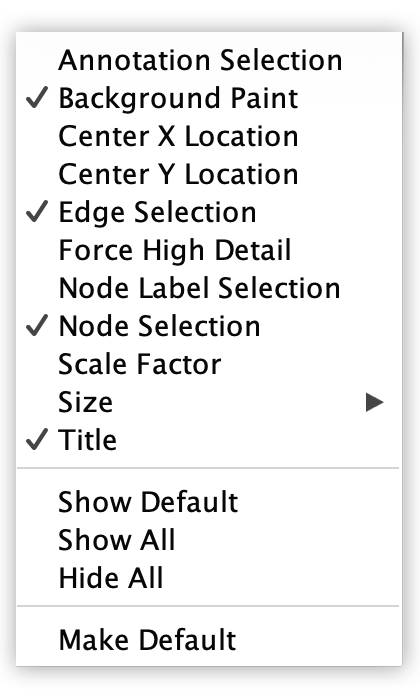 Annotation Selection
Background Paint
Center X Location
Center Y Location
Edge Selection
Force High Detail
Node Label Selection
Node Selection
Scale Factor
Size
Title
Show Default
Show All
Hide All
Make Default